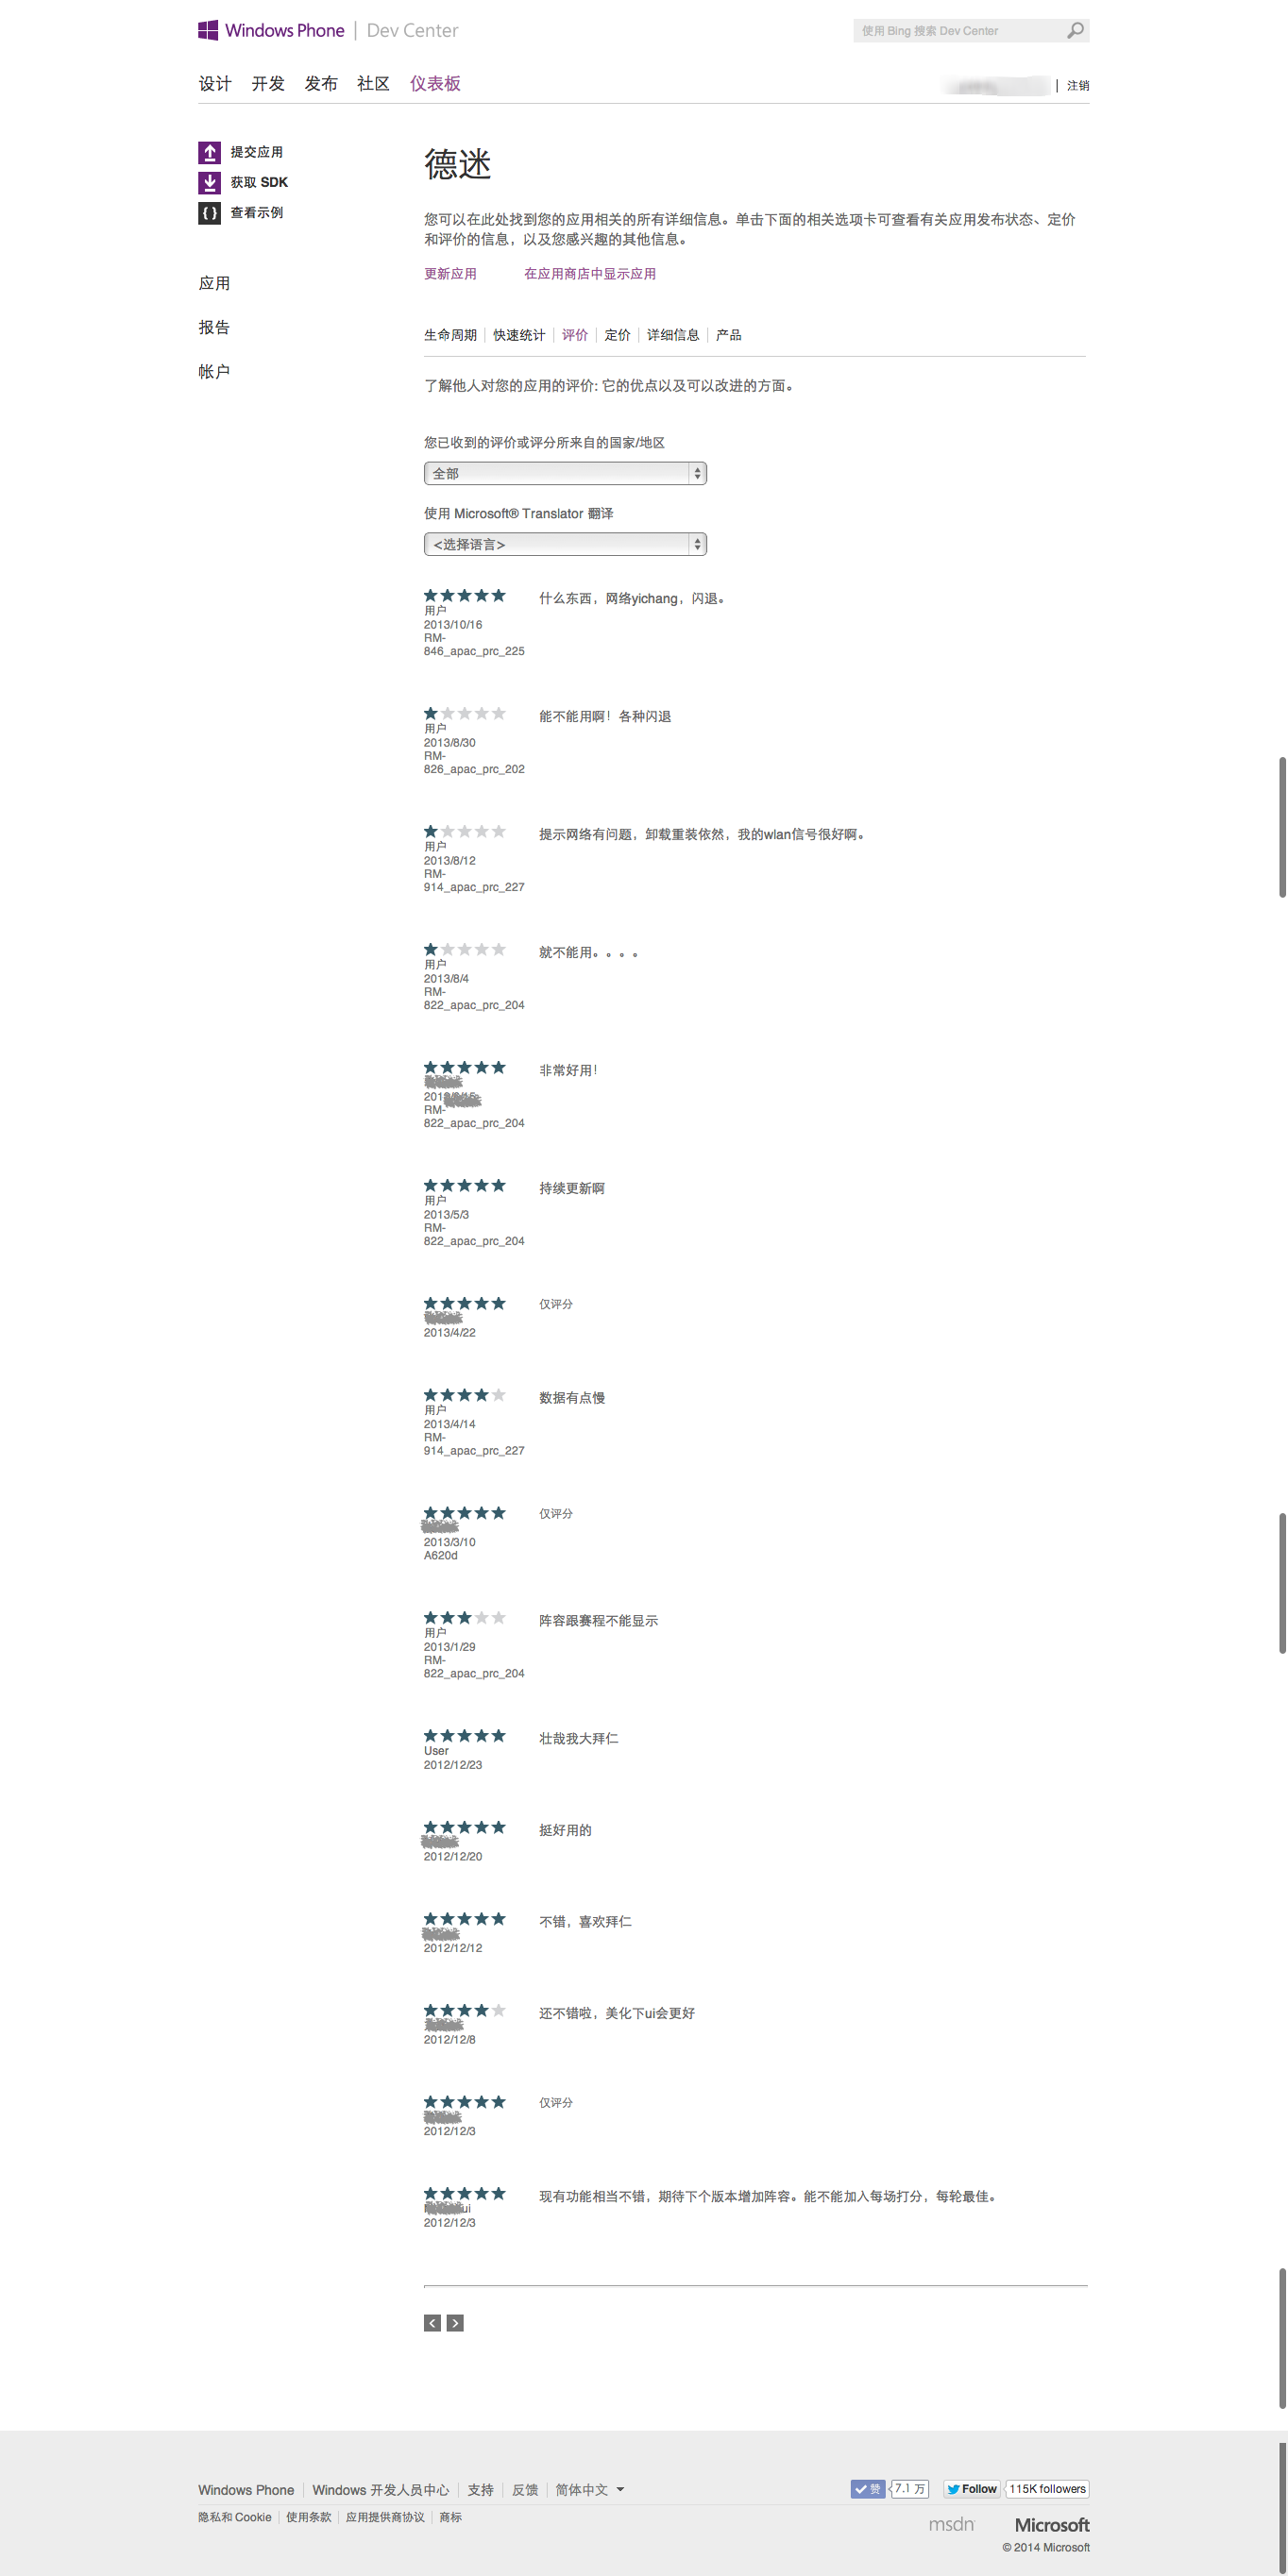 Windows Phone | Dev Center
使用 Bing 搜索 Dev Center
设计 开发 发布 社区 仪表板
| 注销
提交应用
获取 SDK
查看示例
应用
报告
帐户
德迷
您可以在此处找到您的应用相关的所有详细信息。单击下面的相关选项卡可查看有关应用发布状态、定价
和评价的信息，以及您感兴趣的其他信息。
更新应用 在应用商店中显示应用
生命周期 快速统计 评价 定价 详细信息 产品
了解他人对您的应用的评价: 它的优点以及可以改进的方面。
您已收到的评价或评分所来自的国家/地区
全部
使用 Microsoft® Translator 翻译
<选择语言>
什么东西，网络yichang，闪退。
用户
2013/10/16
RM-
846_apac_prc_225
能不能用啊！各种闪退
用户
2013/8/30
RM-
826_apac_prc_202
提示网络有问题，卸载重装依然，我的wlan信号很好啊。
用户
2013/8/12
RM-
914_apac_prc_227
就不能用。。。。
用户
2013/8/4
RM-
822_apac_prc_204
非常好用！
RM-
822_apac_prc_204
持续更新啊
用户
2013/5/3
RM-
822_apac_prc_204
仅评分
2013/4/22
数据有点慢
用户
2013/4/14
RM-
914_apac_prc_227
仅评分
2013/3/10
A620d
阵容跟赛程不能显示
用户
2013/1/29
RM-
822_apac_prc_204
壮哉我大拜仁
User
2012/12/23
挺好用的
2012/12/20
不错，喜欢拜仁
2012/12/12
还不错啦，美化下ui会更好
2012/12/8
仅评分
2012/12/3
现有功能相当不错，期待下个版本增加阵容。能不能加入每场打分，每轮最佳。
2012/12/3
Windows Phone Windows 开发人员中心 支持 反馈 简体中文
赞 7.1 万 Follow 115K followers
隐私和 Cookie 使用条款 应用提供商协议 商标
msdn Microsoft
© 2014 Microsoft